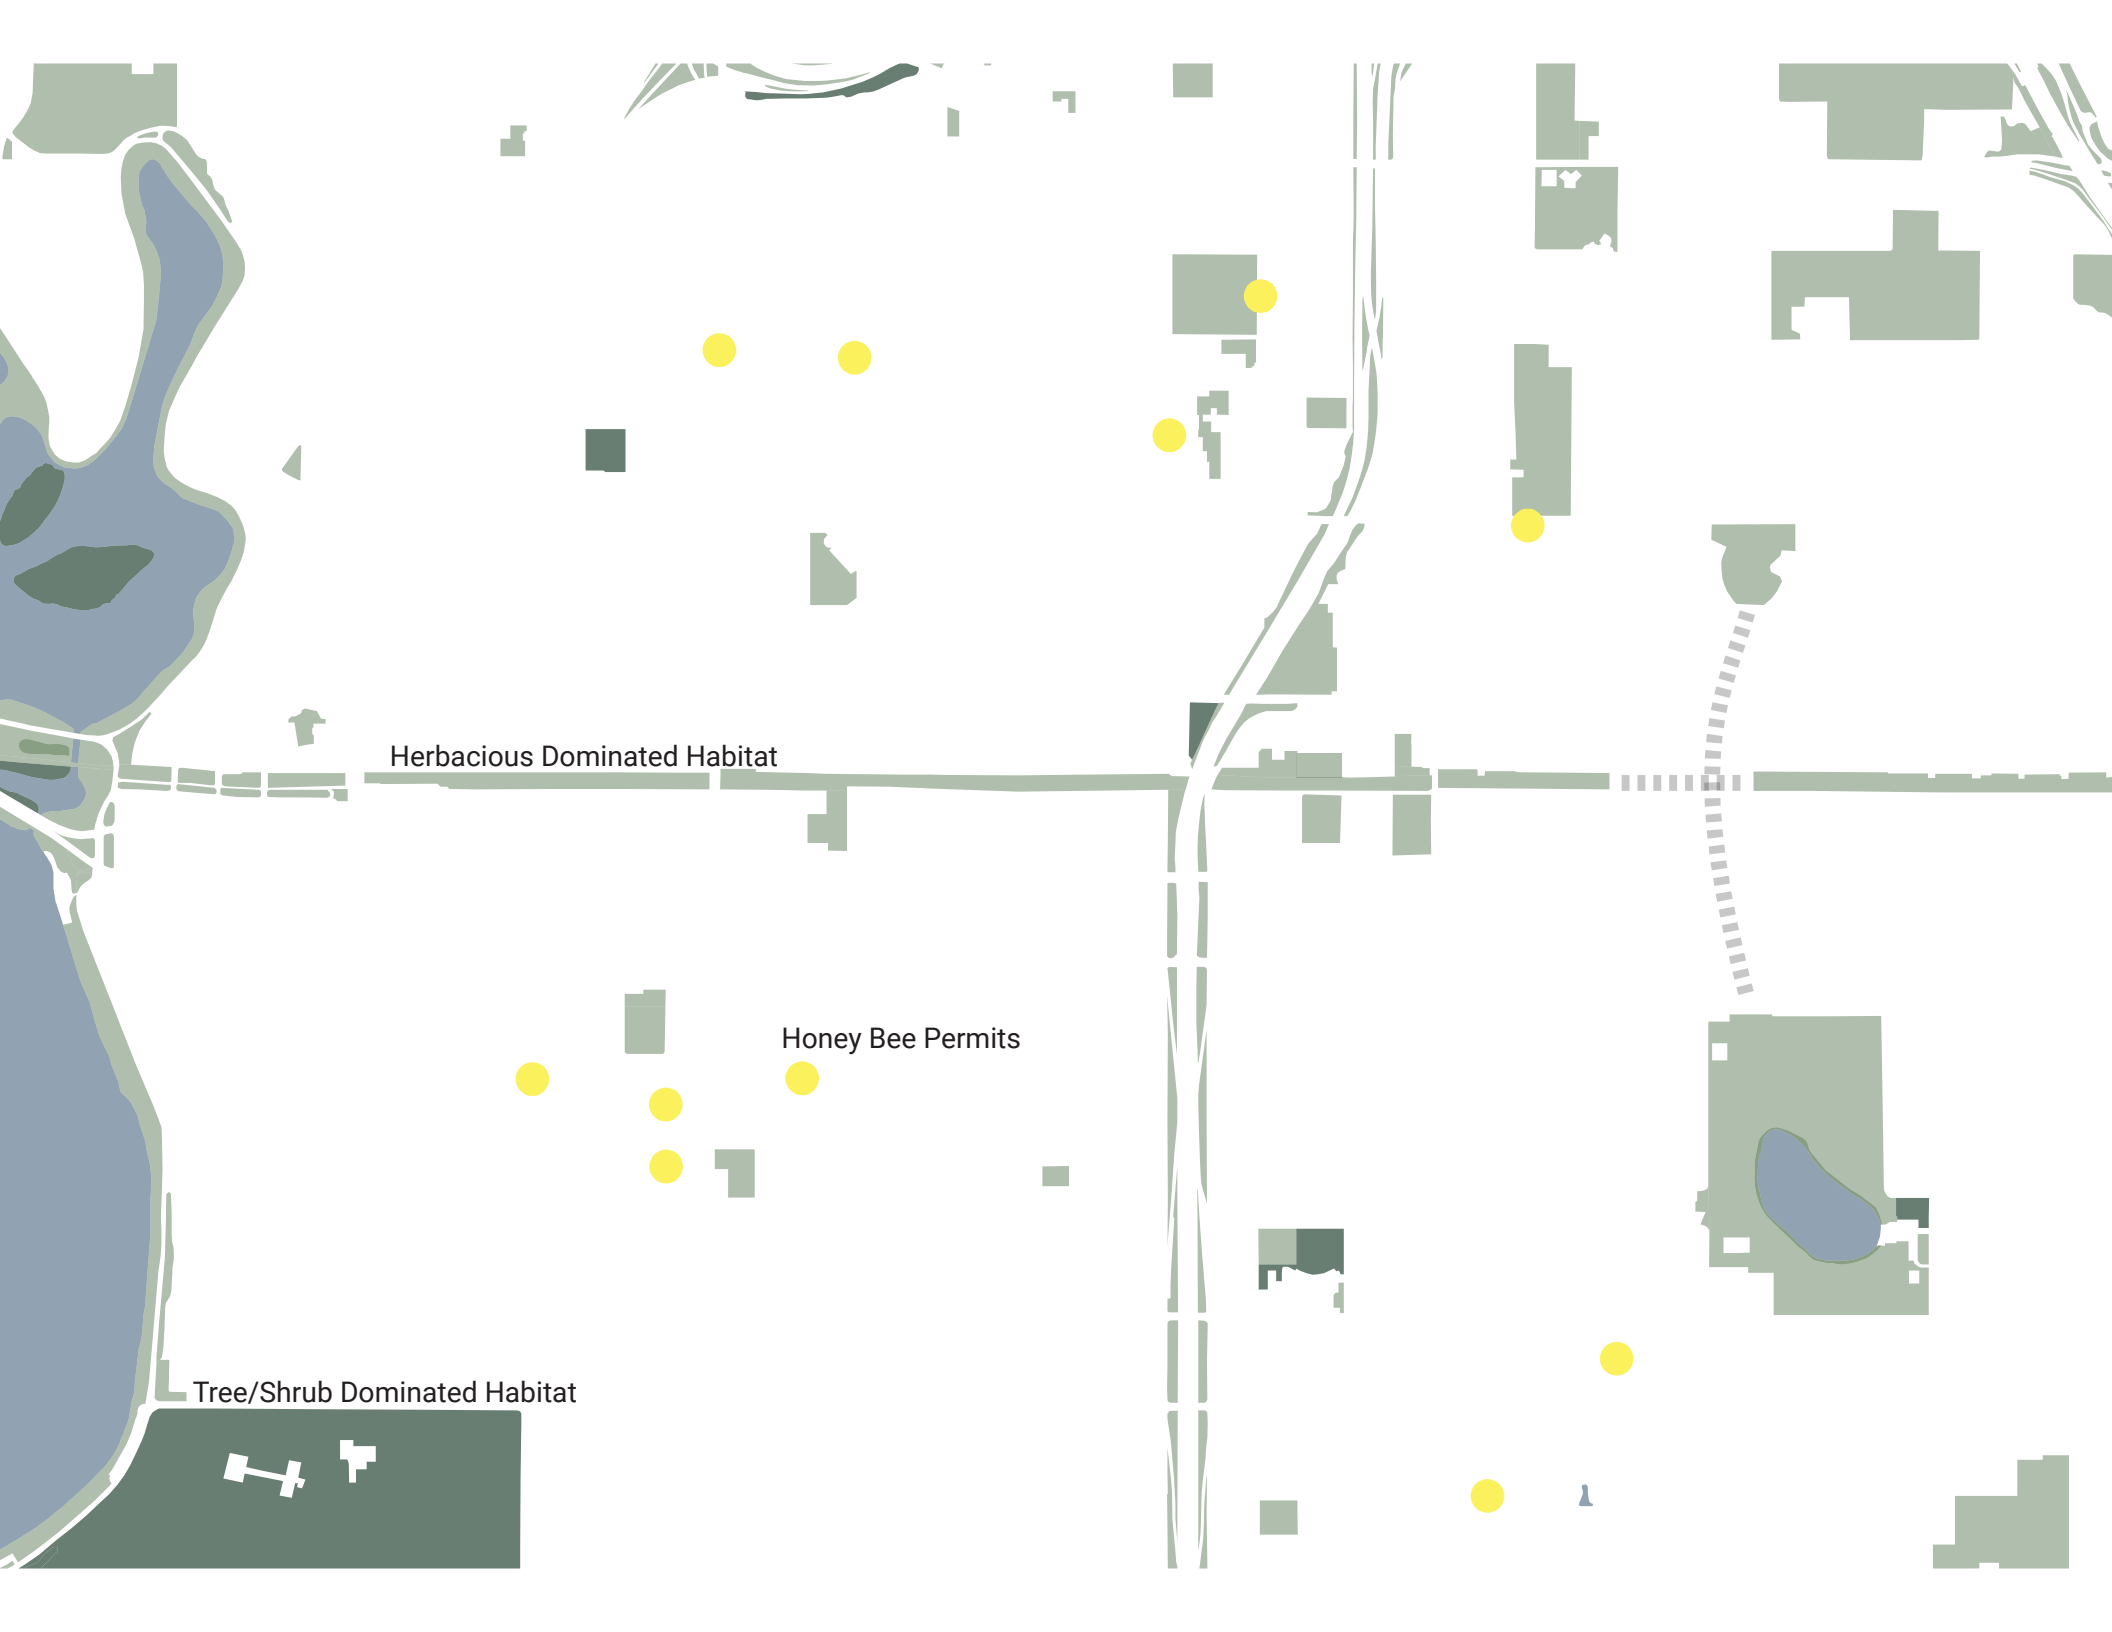 Herbacious Dominated Habitat
Honey Bee Permits
Tree/Shrub Dominated Habitat